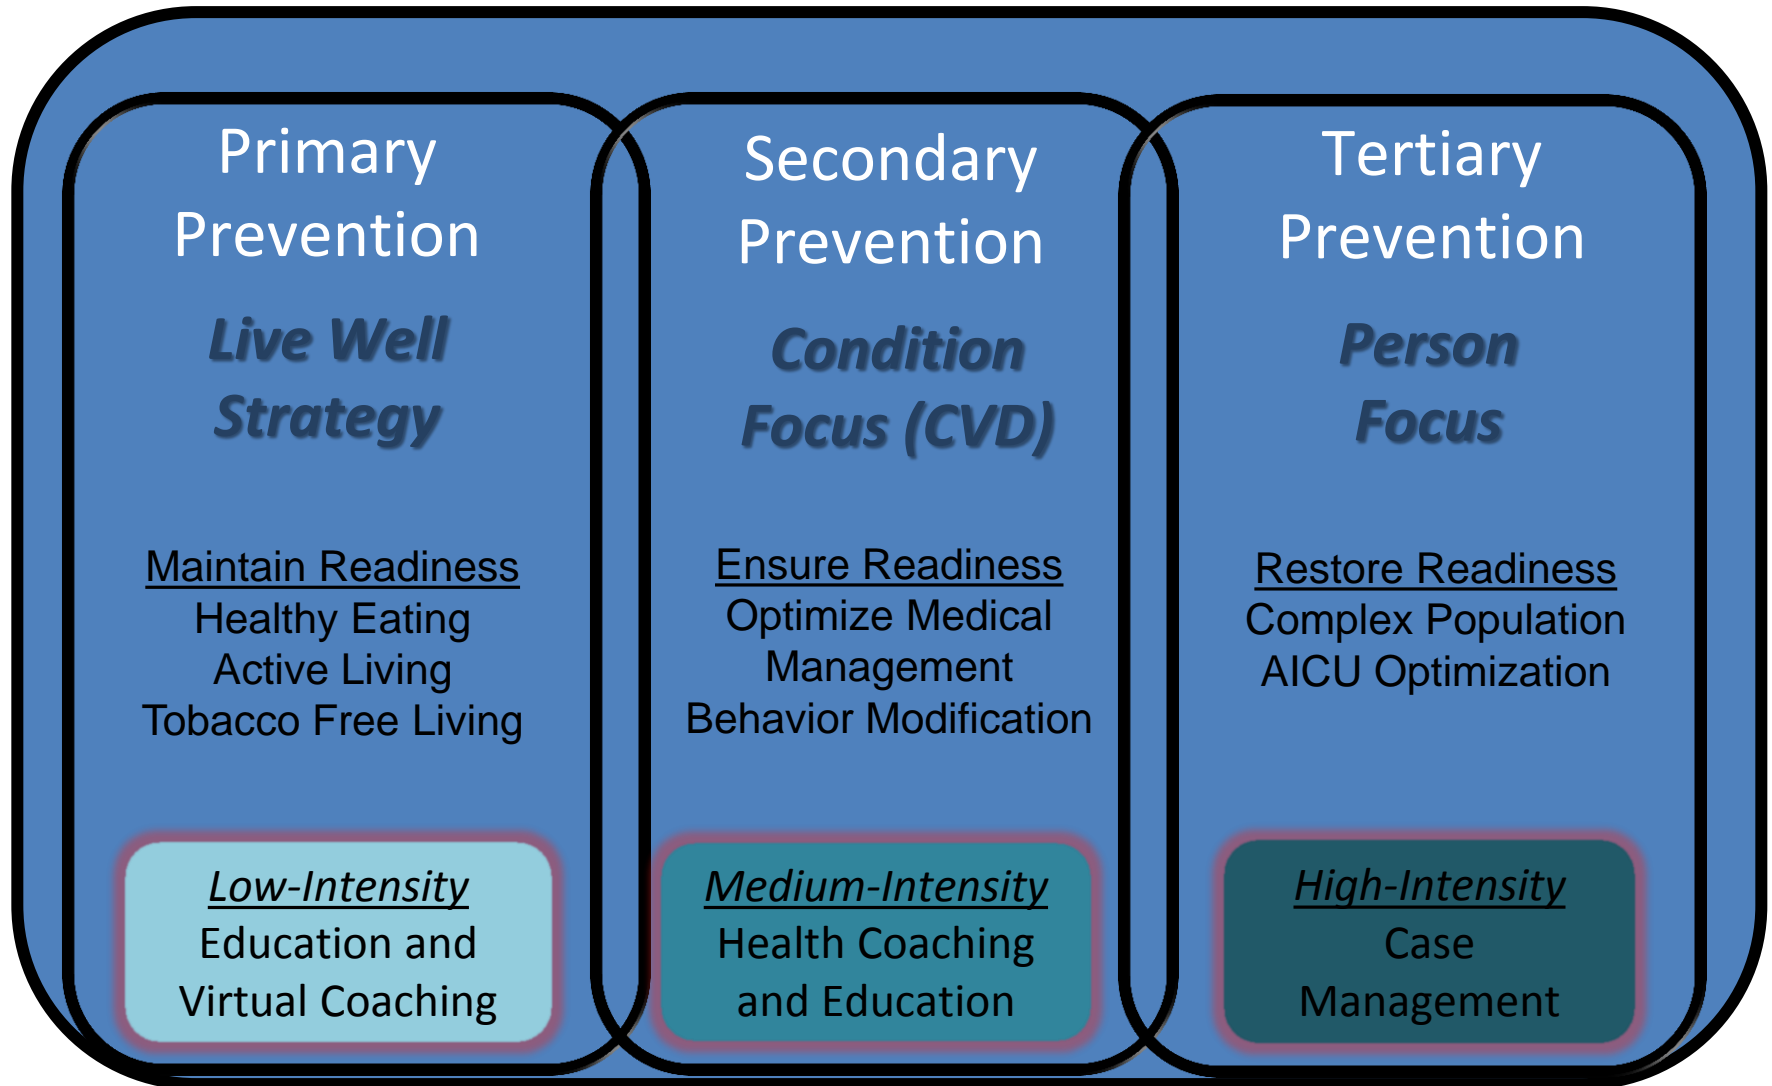 Primary
Prevention
Live Well
Strategy
Maintain Readiness
Healthy Eating
Active Living
Tobacco Free Living
Low-Intensity
Education and
Virtual Coaching
Secondary
Prevention
Condition
Focus (CVD)
Ensure Readiness
Optimize Medical
Management
Behavior Modification
Medium-Intensity
Health Coaching
and Education
Tertiary
Prevention
Person
Focus
Restore Readiness
Complex Population
AICU Optimization
High-Intensity
Case
Management